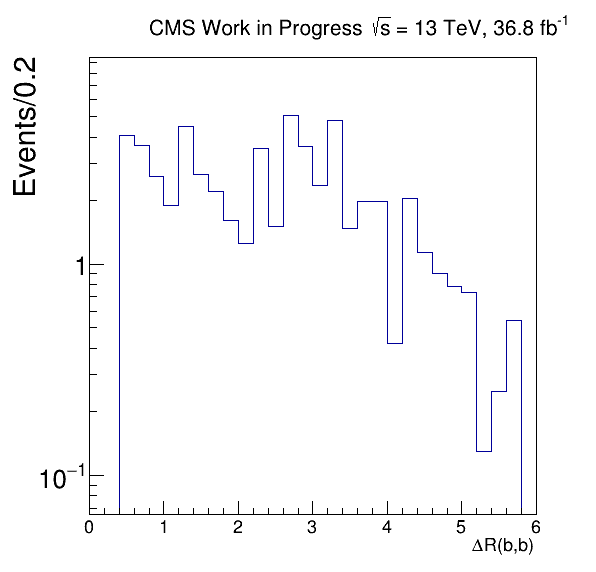 CMS Work in Progress √s = 13 TeV, 36.8 fb⁻¹
Events/0.2
1
10⁻¹
0 1 2 3 4 5 6
ΔR(b,b)